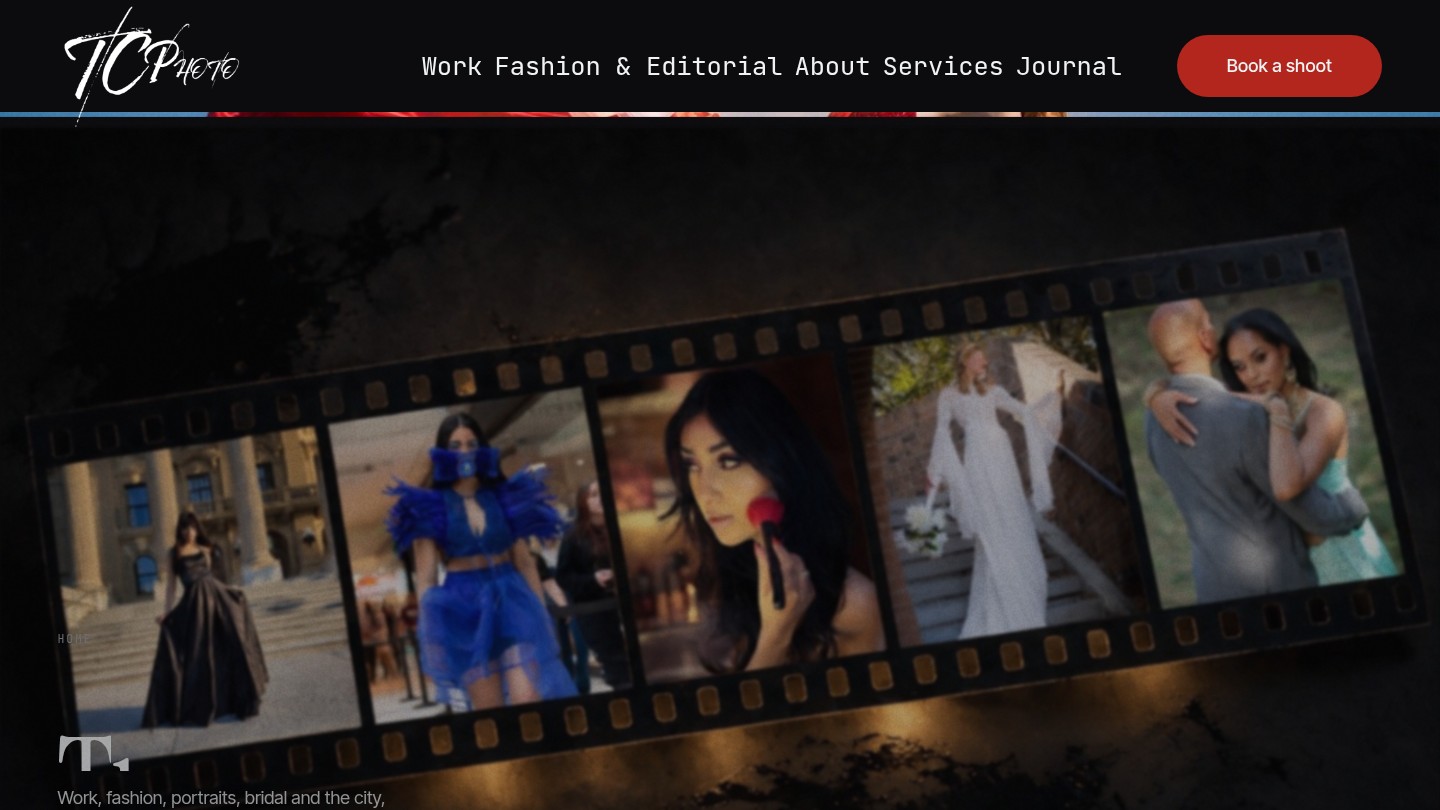 TCPHOTO
Work Fashion & Editorial About Services Journal
Book a shoot
HOME
T
Work, fashion, portraits, bridal and the city,